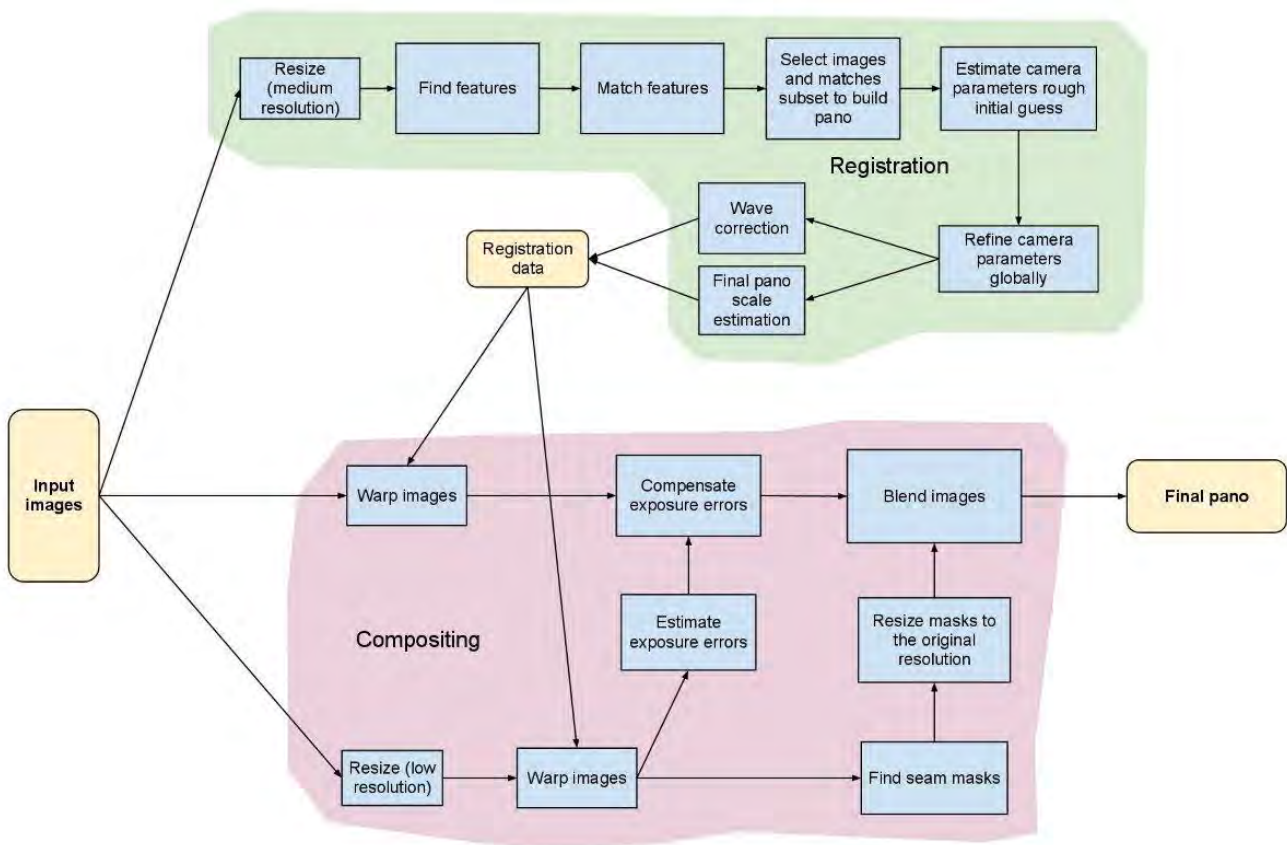 Resize
(medium
resolution)
Find features
Match features
Select images
and matches
subset to build
pano
Estimate camera
parameters rough
initial guess
Registration
Wave
correction
Registration
data
Refine camera
parameters
globally
Final pano
scale
estimation
Input
images
Warp images
Compensate
exposure errors
Blend images
Final pano
Compositing
Estimate
exposure errors
Resize masks to
the original
resolution
Resize (low
resolution)
Warp images
Find seam masks